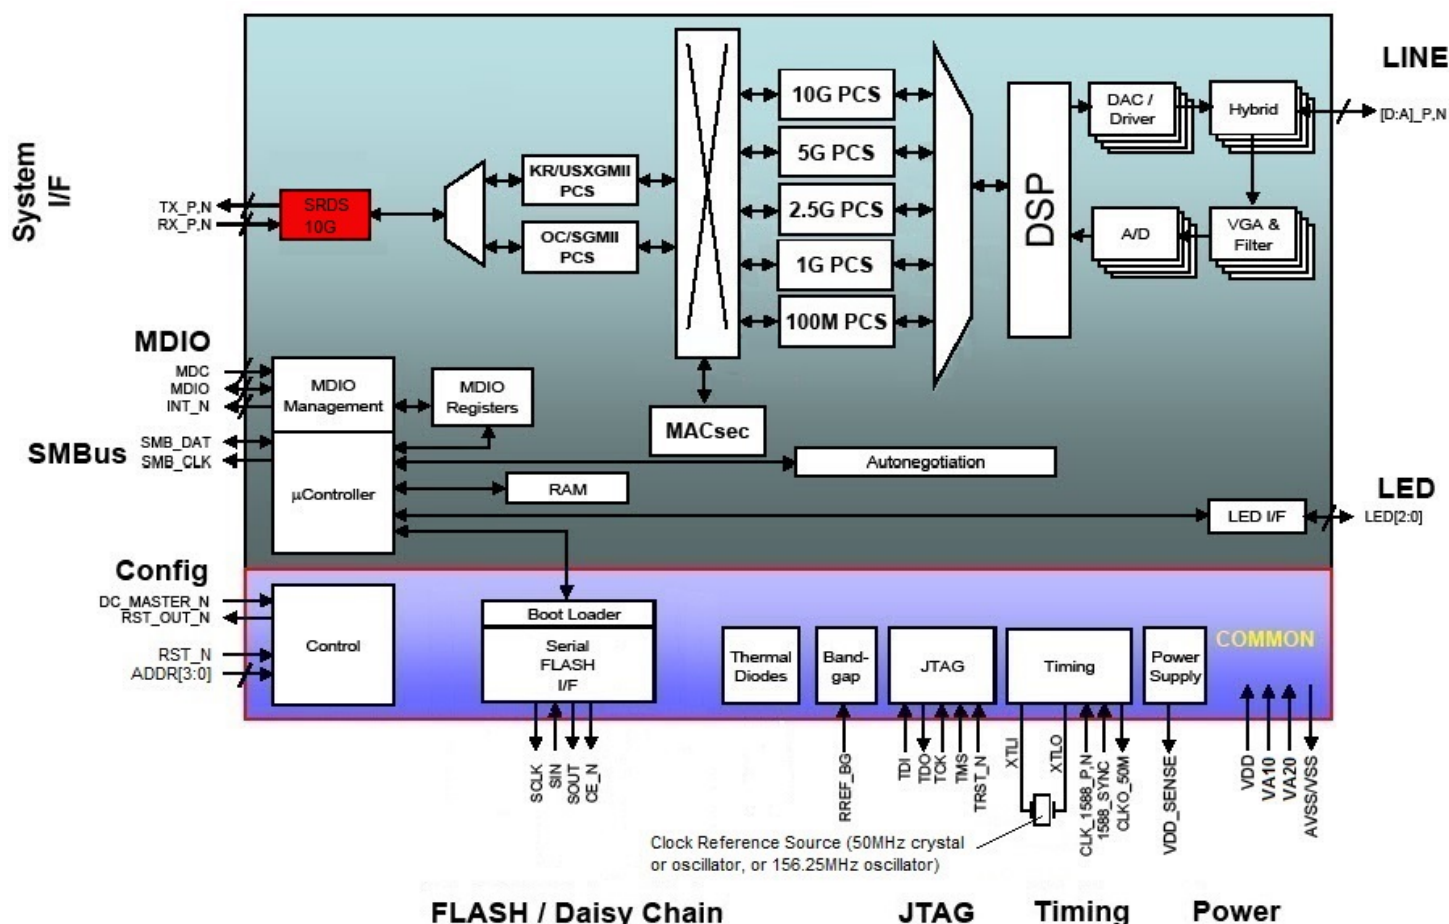 LINE
[D:A]_P,N
System
I/F
TX_P,N
RX_P,N
SRDS
10G
KR/USXGMII
PCS
OC/SGMII
PCS
10G PCS
5G PCS
2.5G PCS
1G PCS
100M PCS
DSP
DAC /
Driver
Hybrid
A/D
VGA &
Filter
MACsec
MDIO
MDC
MDIO
INT_N
MDIO
Management
MDIO
Registers
SMBus
SMB_DAT
SMB_CLK
µController
Autonegotiation
RAM
LED I/F
LED
LED[2:0]
Config
DC_MASTER_N
RST_OUT_N
RST_N
ADDR[3:0]
Control
Boot Loader
Serial
FLASH
I/F
Thermal
Diodes
Band-
gap
JTAG
Timing
Power
Supply
COMMON
SCLK
SIN
SOUT
CE_N
RREF_BG
TDI
TDO
TCK
TMS
TRST_N
XTLI
XTLO
CLK_1588_P,N
1588_SYNC
CLKO_50M
VDD_SENSE
VDD
VA10
VA20
AVSS/VSS
Clock Reference Source (50MHz crystal
or oscillator, or 156.25MHz oscillator)
FLASH / Daisy Chain
JTAG
Timing
Power